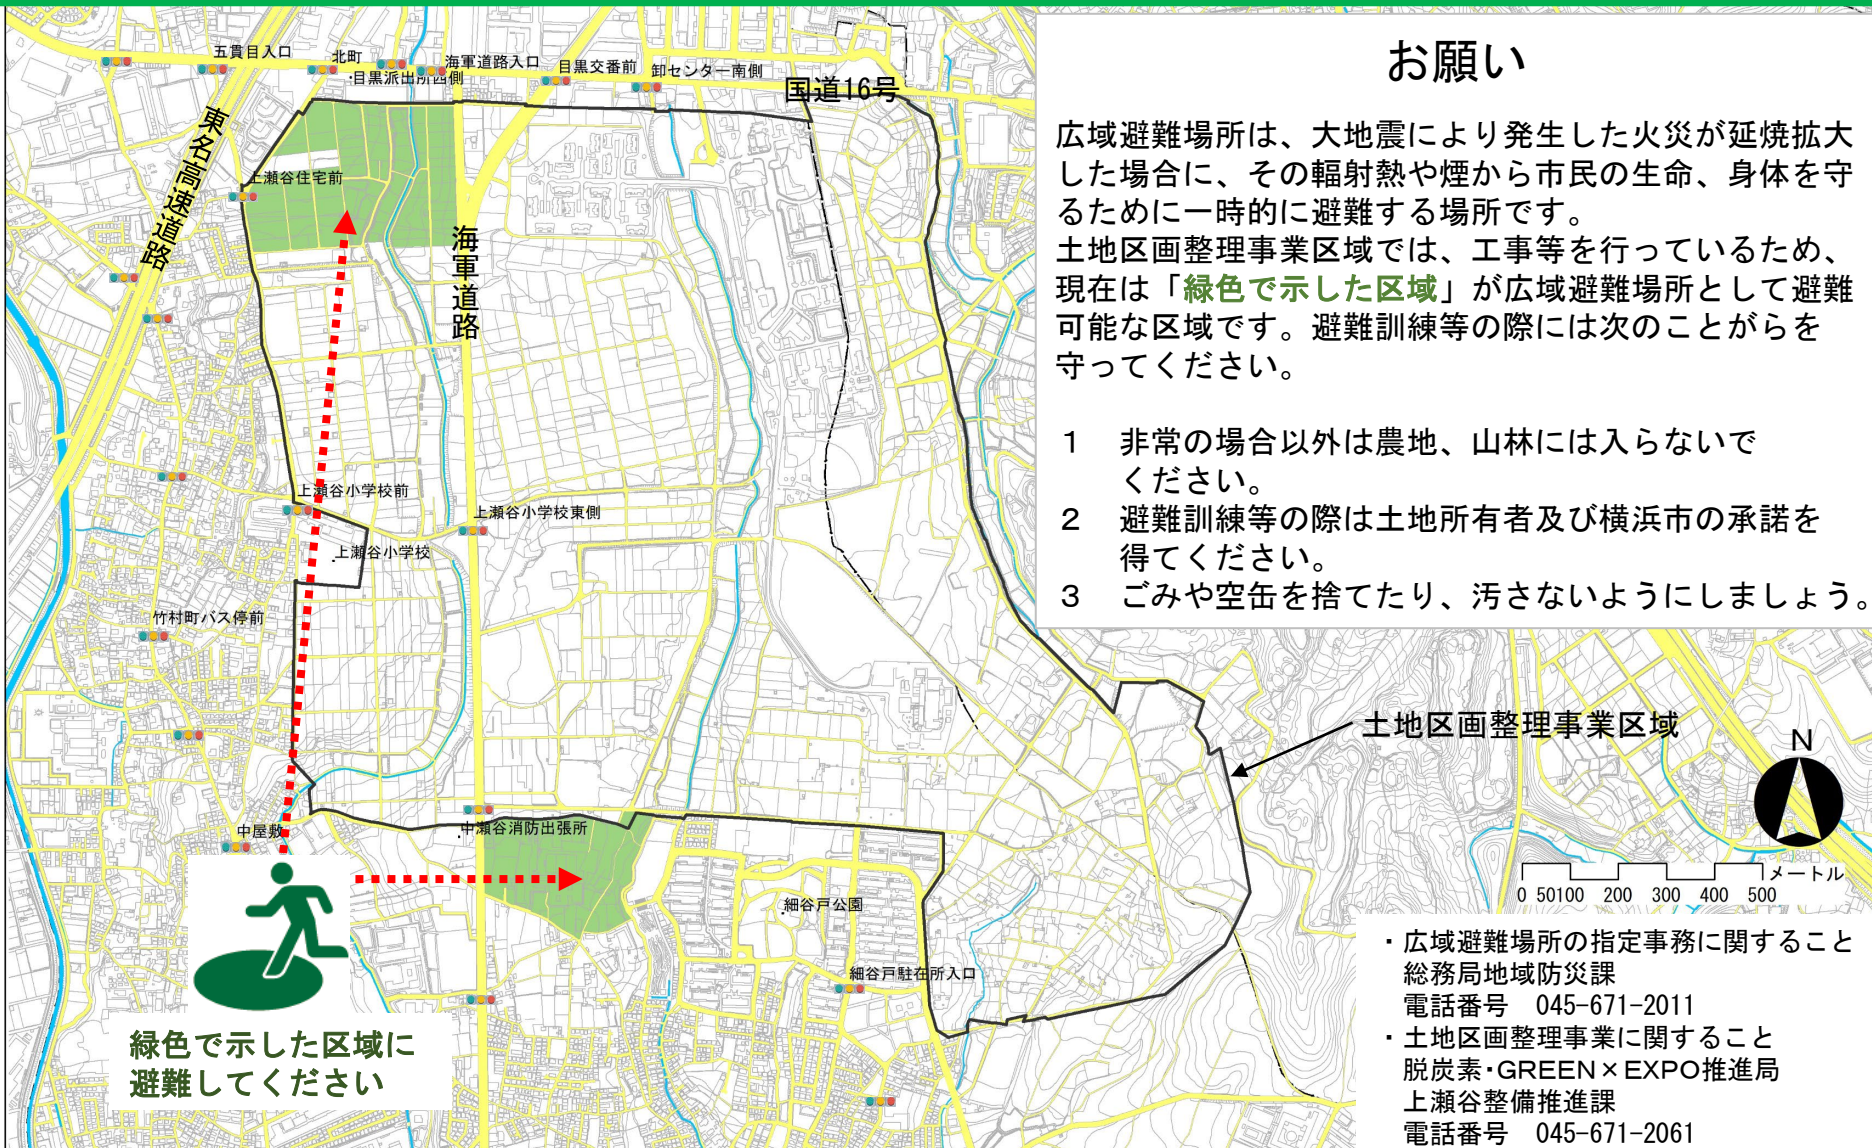 五貫目入口
北町
目黒派出所西側
海軍道路入口
目黒交番前
卸センター南側
国道16号
東名高速道路
上瀬谷住宅前
海軍道路
上瀬谷小学校前
上瀬谷小学校東側
上瀬谷小学校
竹村町バス停前
中瀬谷消防出張所
中屋敷
細谷戸公園
細谷戸駐在所入口
緑色で示した区域に
避難してください
お願い
広域避難場所は、大地震により発生した火災が延焼拡大
した場合に、その輻射熱や煙から市民の生命、身体を守
るために一時的に避難する場所です。
土地区画整理事業区域では、工事等を行っているため、
現在は「緑色で示した区域」が広域避難場所として避難
可能な区域です。避難訓練等の際には次のことがらを
守ってください。
1　非常の場合以外は農地、山林には入らないで
ください。
2　避難訓練等の際は土地所有者及び横浜市の承諾を
得てください。
3　ごみや空缶を捨てたり、汚さないようにしましょう。
土地区画整理事業区域
N
メートル
0 50100 200 300 400 500
・広域避難場所の指定事務に関すること
総務局地域防災課
電話番号　045-671-2011
・土地区画整理事業に関すること
脱炭素・GREEN×EXPO推進局
上瀬谷整備推進課
電話番号　045-671-2061